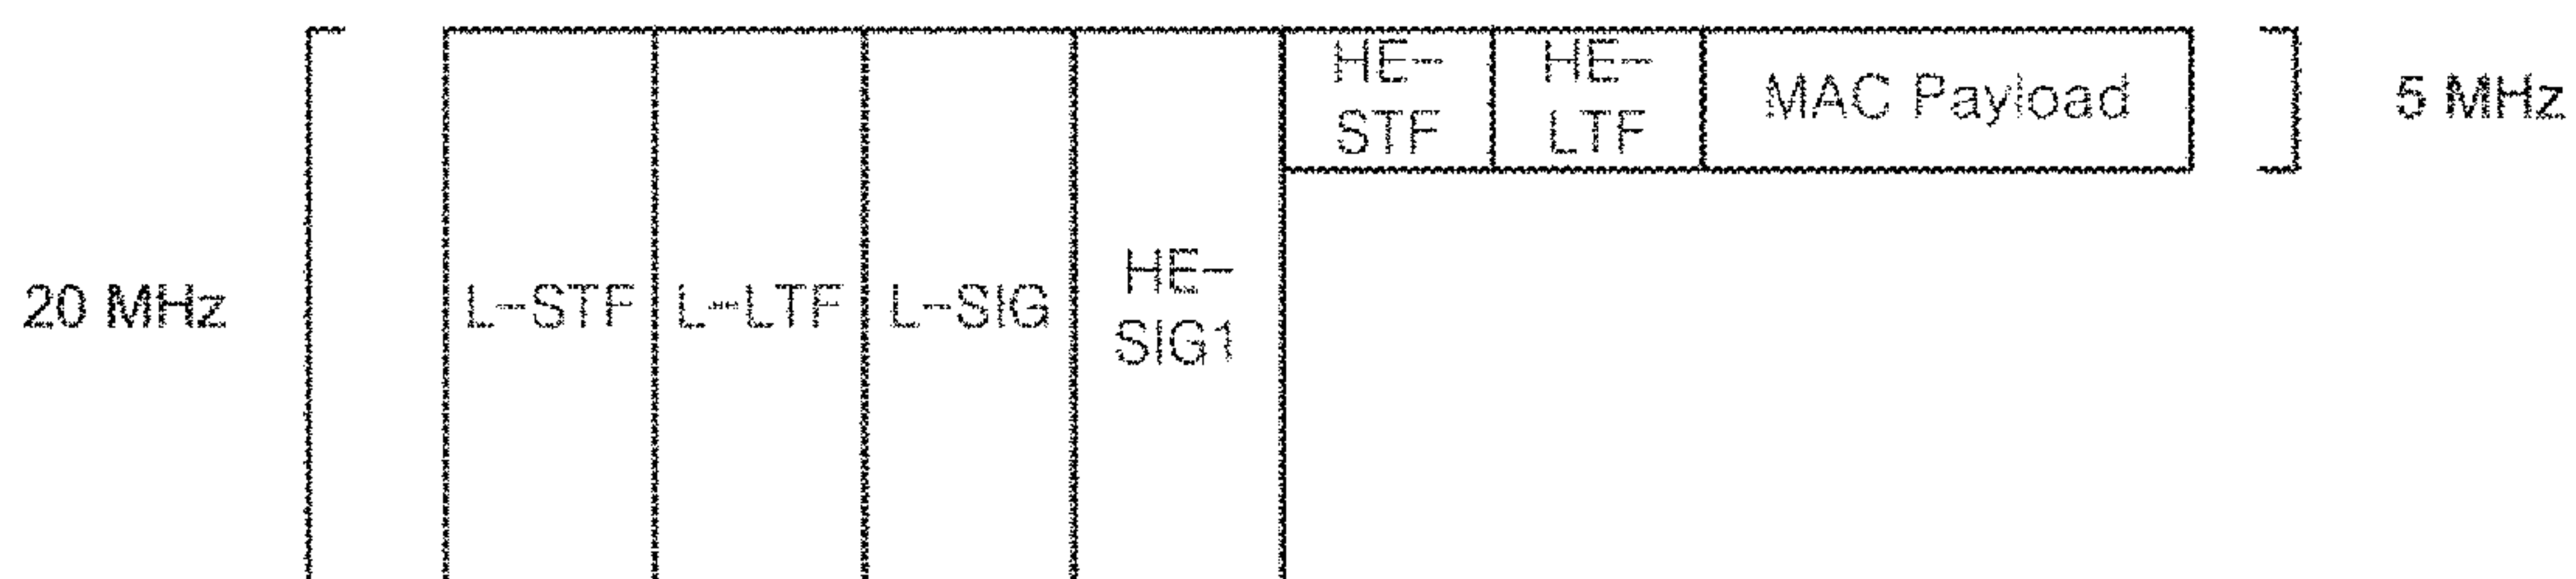 20 MHz
L-STF
L-LTF
L-SIG
HE-
SIG1
HE-
STF
HE-
LTF
MAC Payload
5 MHz